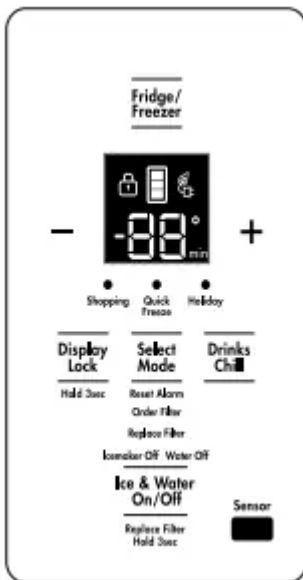 Fridge/
Freezer
-88°
min
− +
Shopping Quick Freeze Holiday
Display Lock Select Mode Drinks Chill
Hold 3sec Reset Alarm
Order Filter
Replace Filter
Icemaker Off Water Off
Ice & Water
On/Off
Sensor
Replace Filter
Hold 3sec